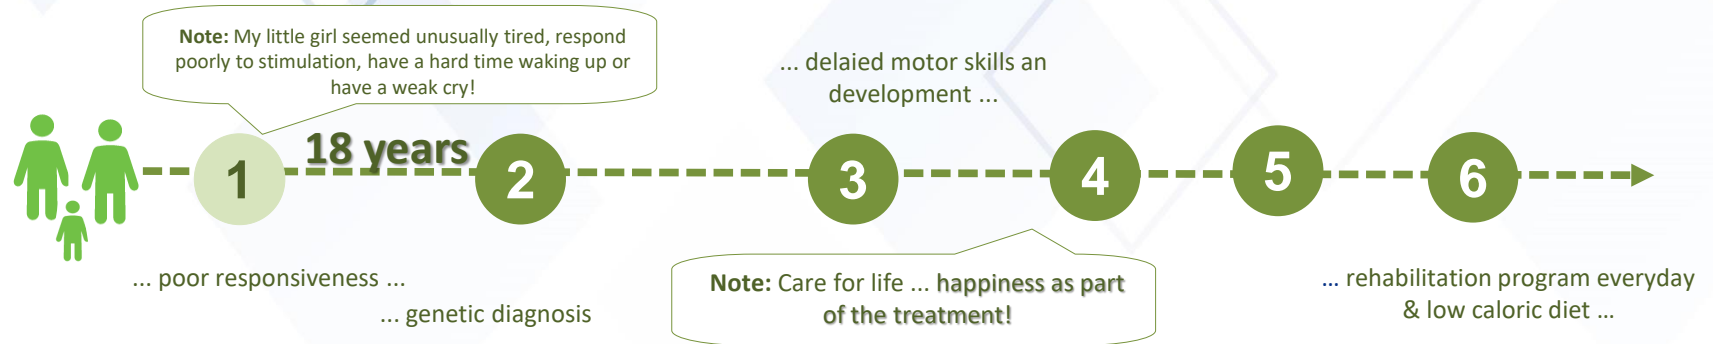 Note: My little girl seemed unusually tired, respond
poorly to stimulation, have a hard time waking up or
have a weak cry!
... delaied motor skills an
development ...
18 years
1
2
3
4
5
6
... poor responsiveness ...
... genetic diagnosis
Note: Care for life ... happiness as part
of the treatment!
... rehabilitation program everyday
& low caloric diet ...